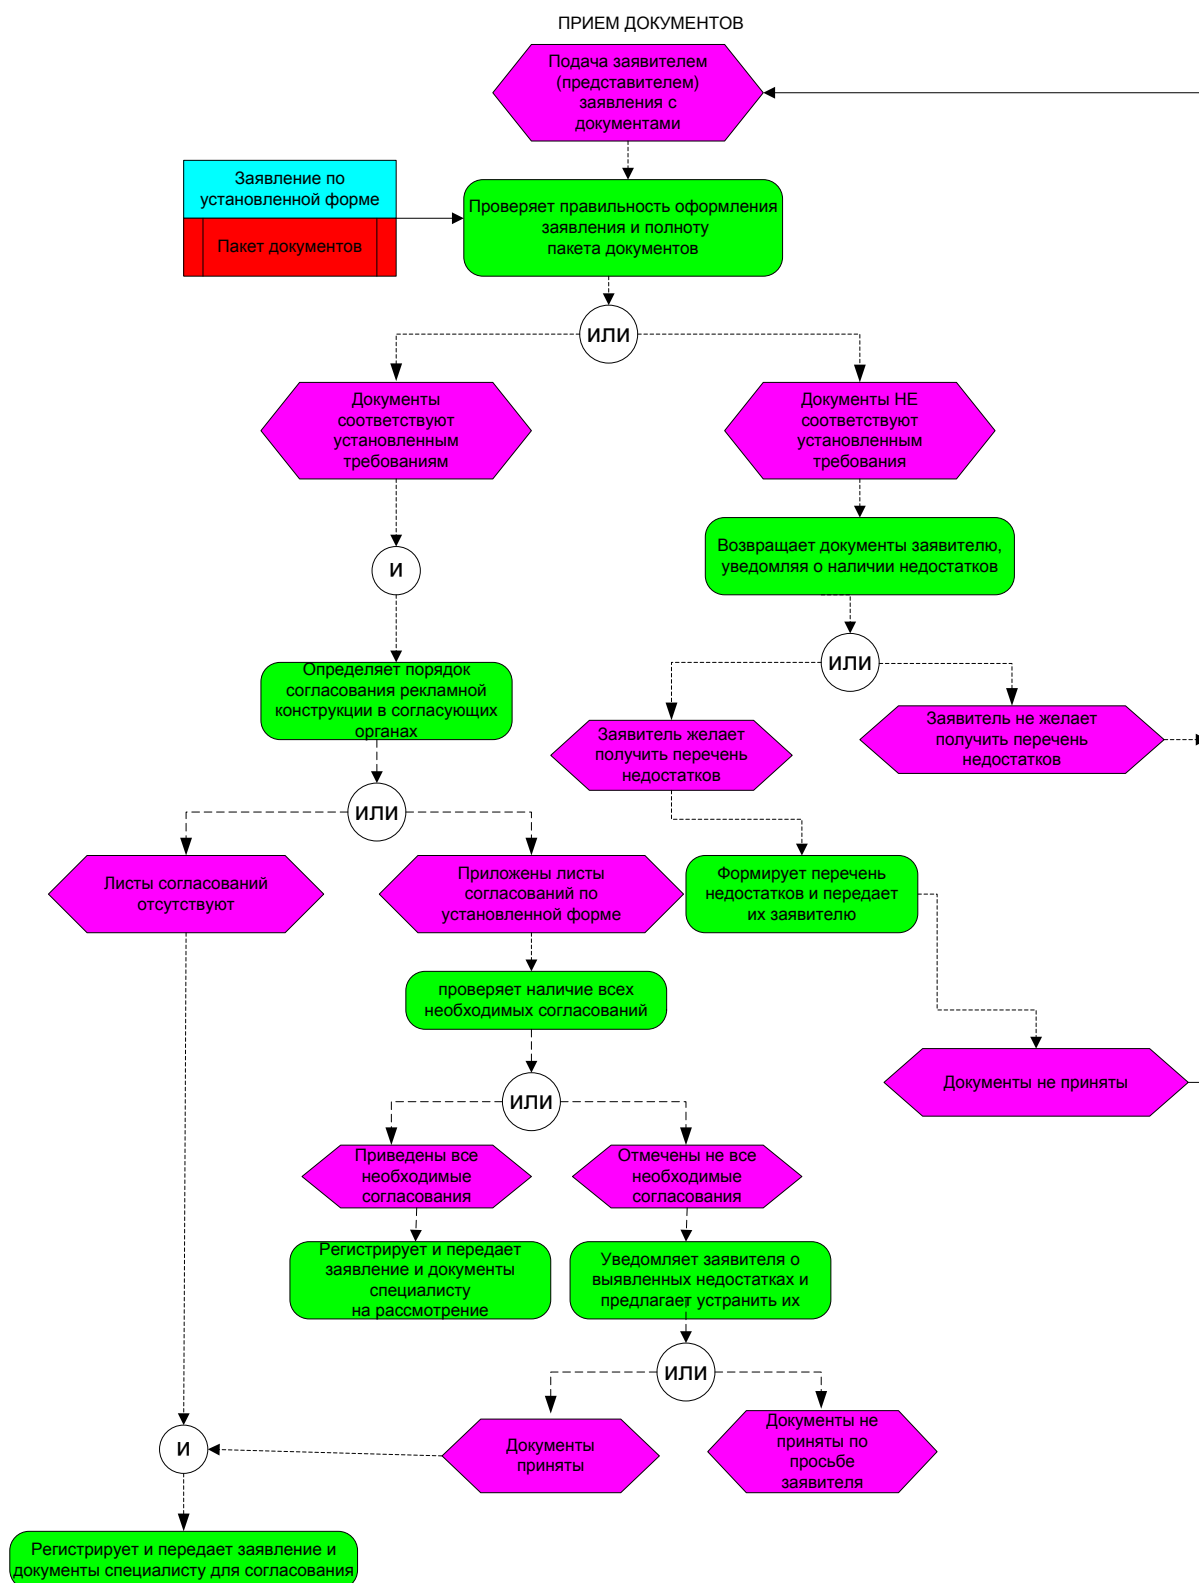 ПРИЕМ ДОКУМЕНТОВ
Подача заявителем
(представителем)
заявления с
документами
Заявление по
установленной форме
Пакет документов
Проверяет правильность оформления
заявления и полноту
пакета документов
ИЛИ
Документы
соответствуют
установленным
требованиям
Документы НЕ
соответствуют
установленным
требования
И
Возвращает документы заявителю,
уведомляя о наличии недостатков
ИЛИ
Определяет порядок
согласования рекламной
конструкции в согласующих
органах
Заявитель желает
получить перечень
недостатков
Заявитель не желает
получить перечень
недостатков
ИЛИ
Листы согласований
отсутствуют
Приложены листы
согласований по
установленной форме
Формирует перечень
недостатков и передает
их заявителю
проверяет наличие всех
необходимых согласований
Документы не приняты
ИЛИ
Приведены все
необходимые
согласования
Отмечены не все
необходимые
согласования
Регистрирует и передает
заявление и документы
специалисту
на рассмотрение
Уведомляет заявителя о
выявленных недостатках и
предлагает устранить их
ИЛИ
Документы
приняты
Документы не
приняты по
просьбе
заявителя
И
Регистрирует и передает заявление и
документы специалисту для согласования